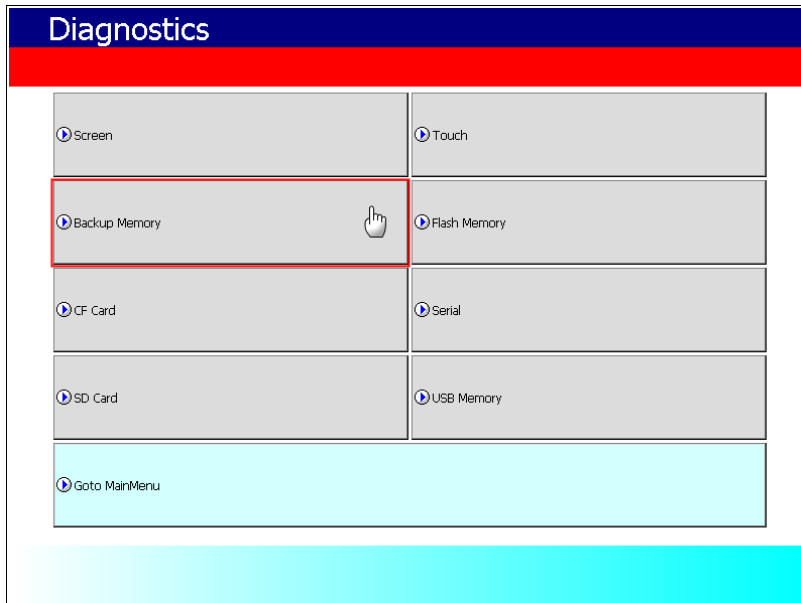 Diagnostics
Screen
Touch
Backup Memory
Flash Memory
CF Card
Serial
SD Card
USB Memory
Goto MainMenu